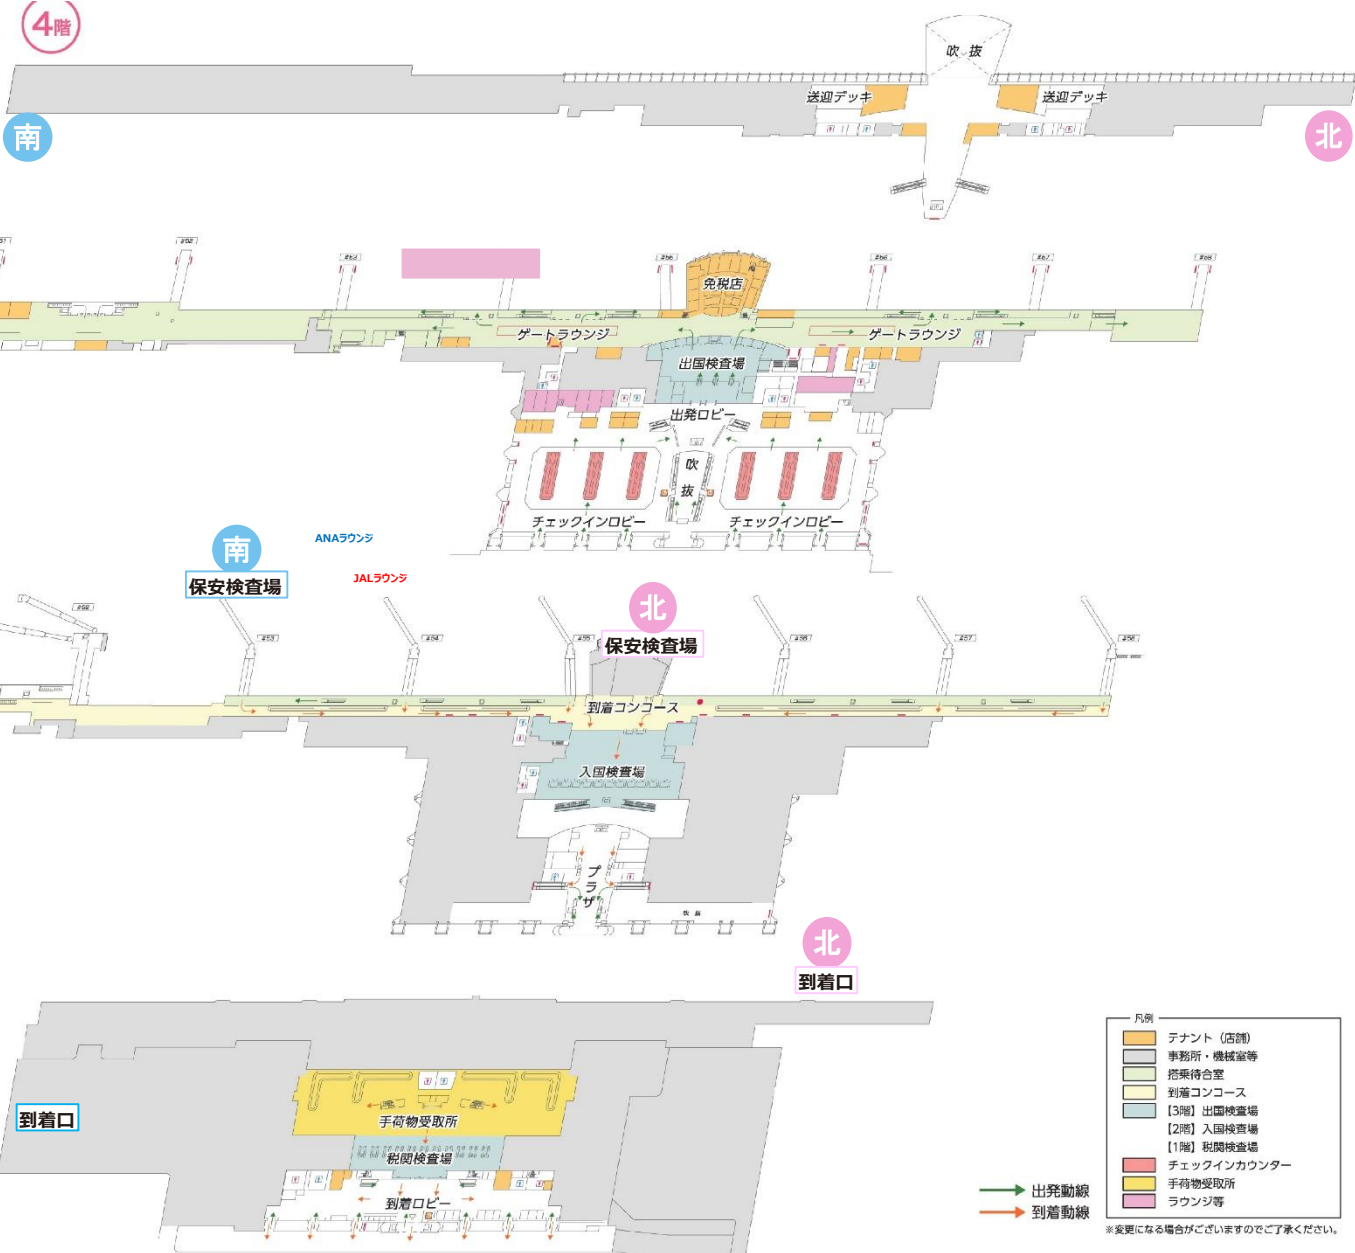 4階
吹 抜
送迎デッキ
送迎デッキ
南
北
免税店
ゲートラウンジ
ゲートラウンジ
出国検査場
出発ロビー
吹
抜
チェックインロビー
チェックインロビー
南
ANAラウンジ
保安検査場
JALラウンジ
北
保安検査場
#53
#54
#55
#56
#57
#58
到着コンコース
入国検査場
プラザ
吹 抜
北
到着口
到着口
手荷物受取所
税関検査場
到着ロビー
凡例
テナント（店舗）
事務所・機械室等
搭乗待合室
到着コンコース
【3階】出国検査場
【2階】入国検査場
【1階】税関検査場
チェックインカウンター
手荷物受取所
ラウンジ等
出発動線
到着動線
※変更になる場合がございますのでご了承ください。